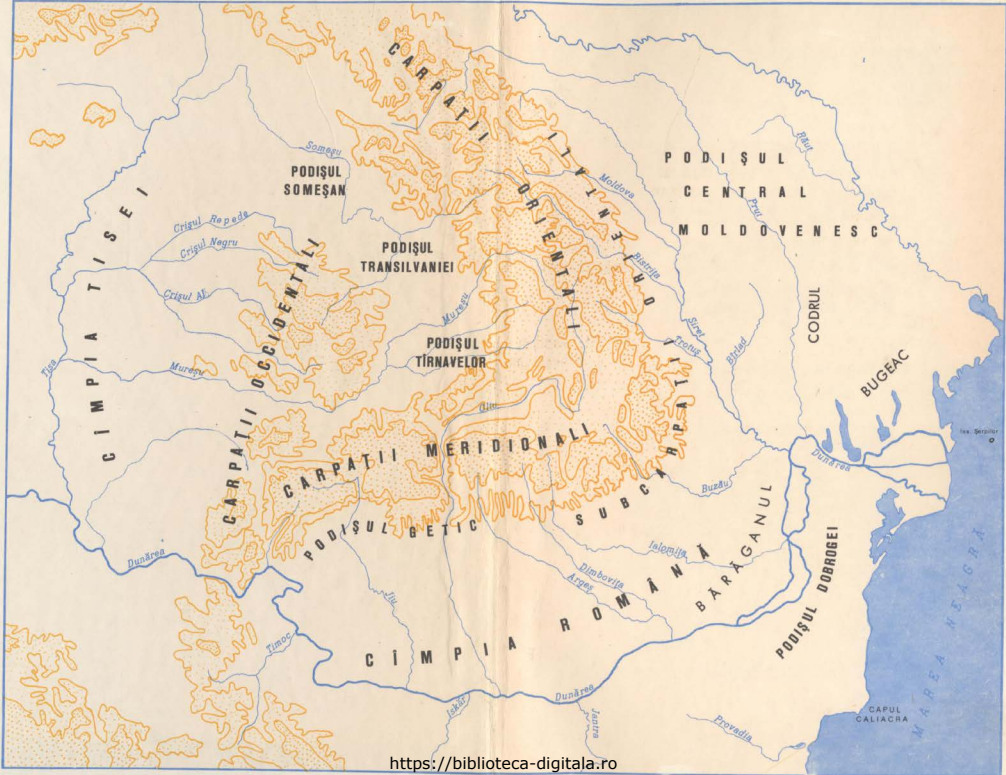 CARPAȚII
ORIENTALI
ORIENTALI
Someșu
PODIȘUL
SOMEȘAN
Moldova
PODIȘUL
CENTRAL
MOLDOVENESC
Răut
Prut
CÎMPIA TISEI
Crișul Repede
Crișul Negru
Crișul Al.
PODIȘUL
TRANSILVANIEI
Bistrița
CARPAȚII OCCIDENTALI
Mureșu
Mureșu
PODIȘUL
TÎRNAVELOR
Siret
Trotuș
Bîrlad
CODRUL
BUGEAC
Tisa
Olt
SUBCARPAȚII
CARPAȚII MERIDIONALI
Ins. Șerpilor
Dunărea
Buzău
PODIȘUL GETIC
Ialomița
Dîmbovița
Argeș
BĂRĂGANUL
PODIȘUL DOBROGEI
Dunărea
Jiu
Timoc
CÎMPIA ROMÂNĂ
Dunărea
Iskăr
Jantra
Provadia
CAPUL
CALIACRA
MAREA NEAGRĂ
https://biblioteca-digitala.ro